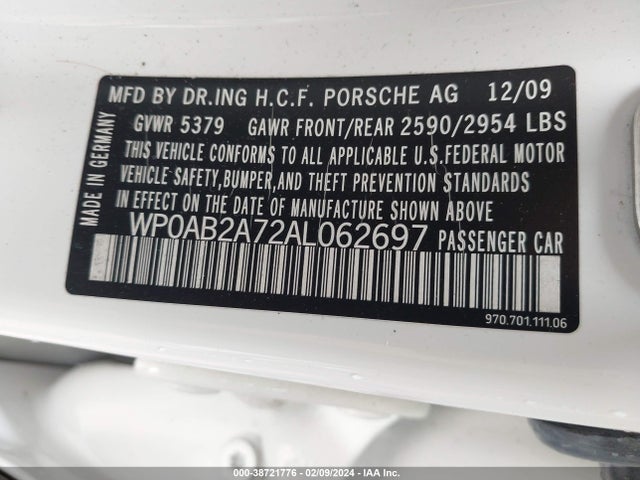 MFD BY DR.ING H.C.F. PORSCHE AG 12/09
GVWR 5379 GAWR FRONT/REAR 2590/2954 LBS
THIS VEHICLE CONFORMS TO ALL APPLICABLE U.S.FEDERAL MOTOR
VEHICLE SAFETY,BUMPER,AND THEFT PREVENTION STANDARDS
IN EFFECT ON THE DATE OF MANUFACTURE SHOWN ABOVE
MADE IN GERMANY
WP0AB2A72AL062697 PASSENGER CAR
970.701.111.06
000-38721776 - 02/09/2024 - IAA Inc.